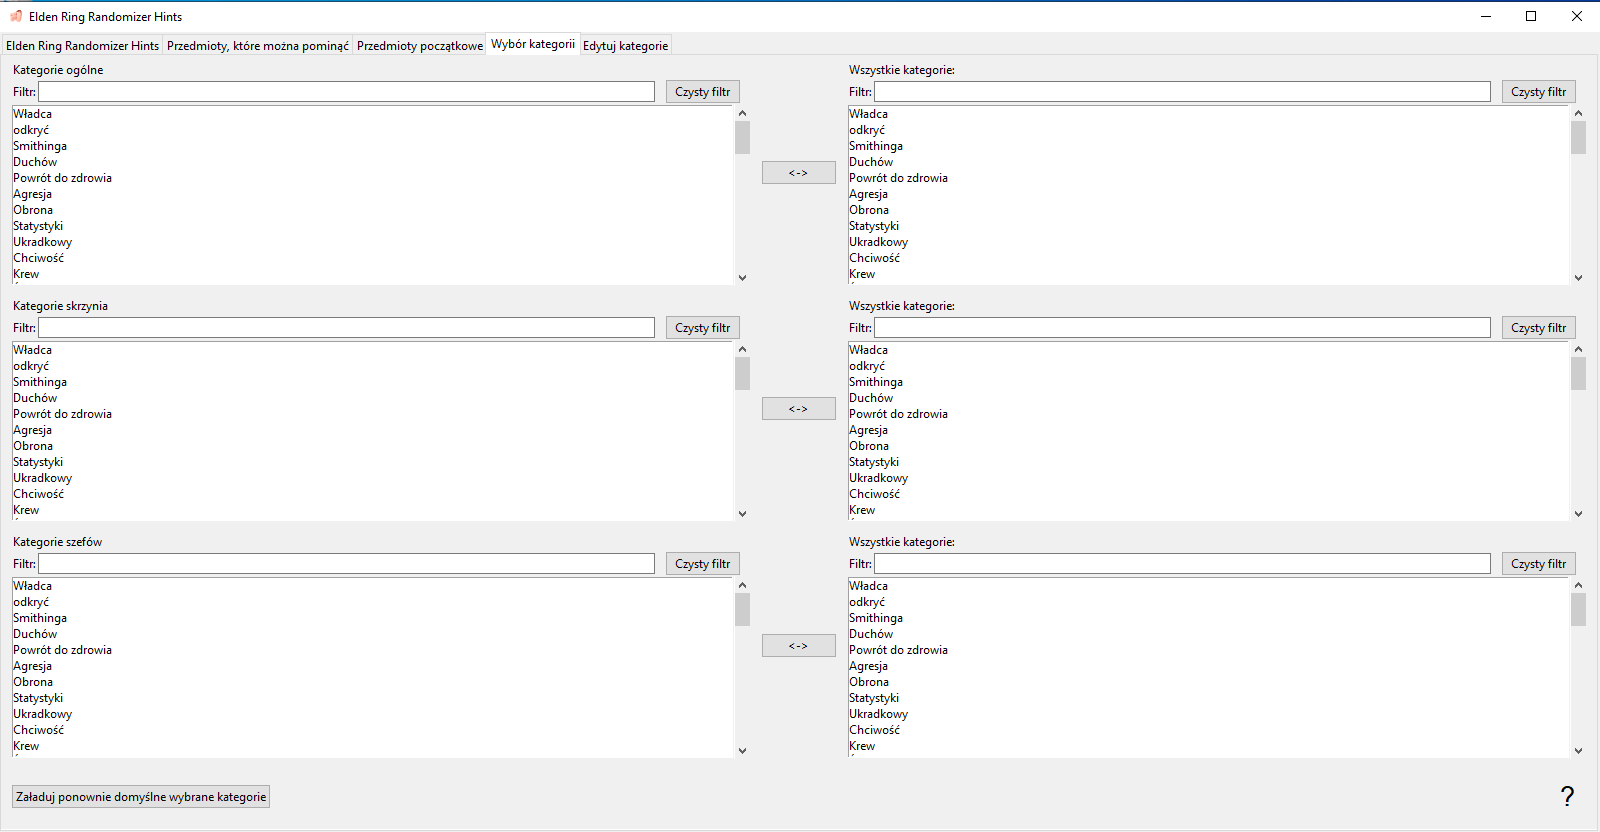 Elden Ring Randomizer Hints
Elden Ring Randomizer Hints Przedmioty, które można pominąć Przedmioty początkowe Wybór kategorii Edytuj kategorie
Kategorie ogólne
Filtr: Czysty filtr
Władca
odkryć
Smithinga
Duchów
Powrót do zdrowia
Agresja
Obrona
Statystyki
Ukradkowy
Chciwość
Krew
<->
Wszystkie kategorie:
Filtr: Czysty filtr
Władca
odkryć
Smithinga
Duchów
Powrót do zdrowia
Agresja
Obrona
Statystyki
Ukradkowy
Chciwość
Krew
Kategorie skrzynia
Filtr: Czysty filtr
Władca
odkryć
Smithinga
Duchów
Powrót do zdrowia
Agresja
Obrona
Statystyki
Ukradkowy
Chciwość
Krew
<->
Wszystkie kategorie:
Filtr: Czysty filtr
Władca
odkryć
Smithinga
Duchów
Powrót do zdrowia
Agresja
Obrona
Statystyki
Ukradkowy
Chciwość
Krew
Kategorie szefów
Filtr: Czysty filtr
Władca
odkryć
Smithinga
Duchów
Powrót do zdrowia
Agresja
Obrona
Statystyki
Ukradkowy
Chciwość
Krew
<->
Wszystkie kategorie:
Filtr: Czysty filtr
Władca
odkryć
Smithinga
Duchów
Powrót do zdrowia
Agresja
Obrona
Statystyki
Ukradkowy
Chciwość
Krew
Załaduj ponownie domyślne wybrane kategorie
?